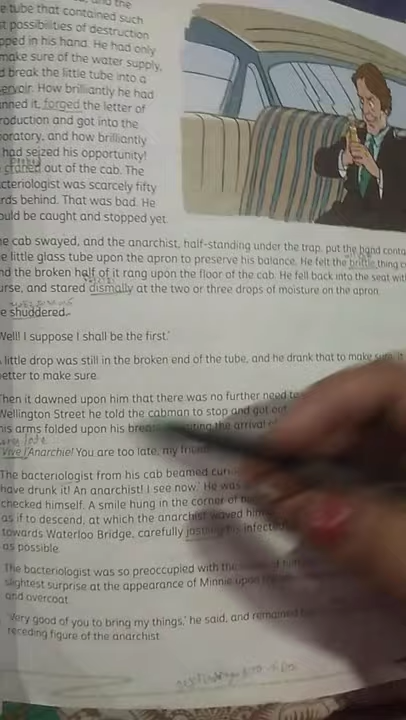 and the
e tube that contained such
st possibilities of destruction
pped in his hand. He had only
make sure of the water supply,
d break the little tube into a
ervoir. How brilliantly he had
nned it, forged the letter of
roduction and got into the
oratory, and how brilliantly
had seized his opportunity!
stared out of the cab. The
cteriologist was scarcely fifty
rds behind. That was bad. He
ould be caught and stopped yet.
e cab swayed, and the anarchist, half-standing under the trap, put the hand
e little glass tube upon the apron to preserve his balance. He felt the brittle thing
nd the broken half of it rang upon the floor of the cab. He fell back into the seat
urse, and stared dismally at the two or three drops of moisture on the apron.
e shuddered.
Well! I suppose I shall be the first.'
little drop was still in the broken end of the tube, and he drank that to make sure. It
etter to make sure.
Then it dawned upon him that there was no further need
Wellington Street he told the cabman to stop and got out
his arms folded upon his the arrival
late
'Vive l'Anarchie! You are too late, my
The bacteriologist from his cab beamed
have drunk it! An anarchist! I see now.' He was
checked himself. A smile hung in the corner of
as if to descend, at which the anarchist waved him
towards Waterloo Bridge, carefully jostling his infected
as possible.
The bacteriologist was so preoccupied with the
slightest surprise at the appearance of Minnie upon
and overcoat.
'Very good of you to bring my things,' he said, and remained
receding figure of the anarchist.